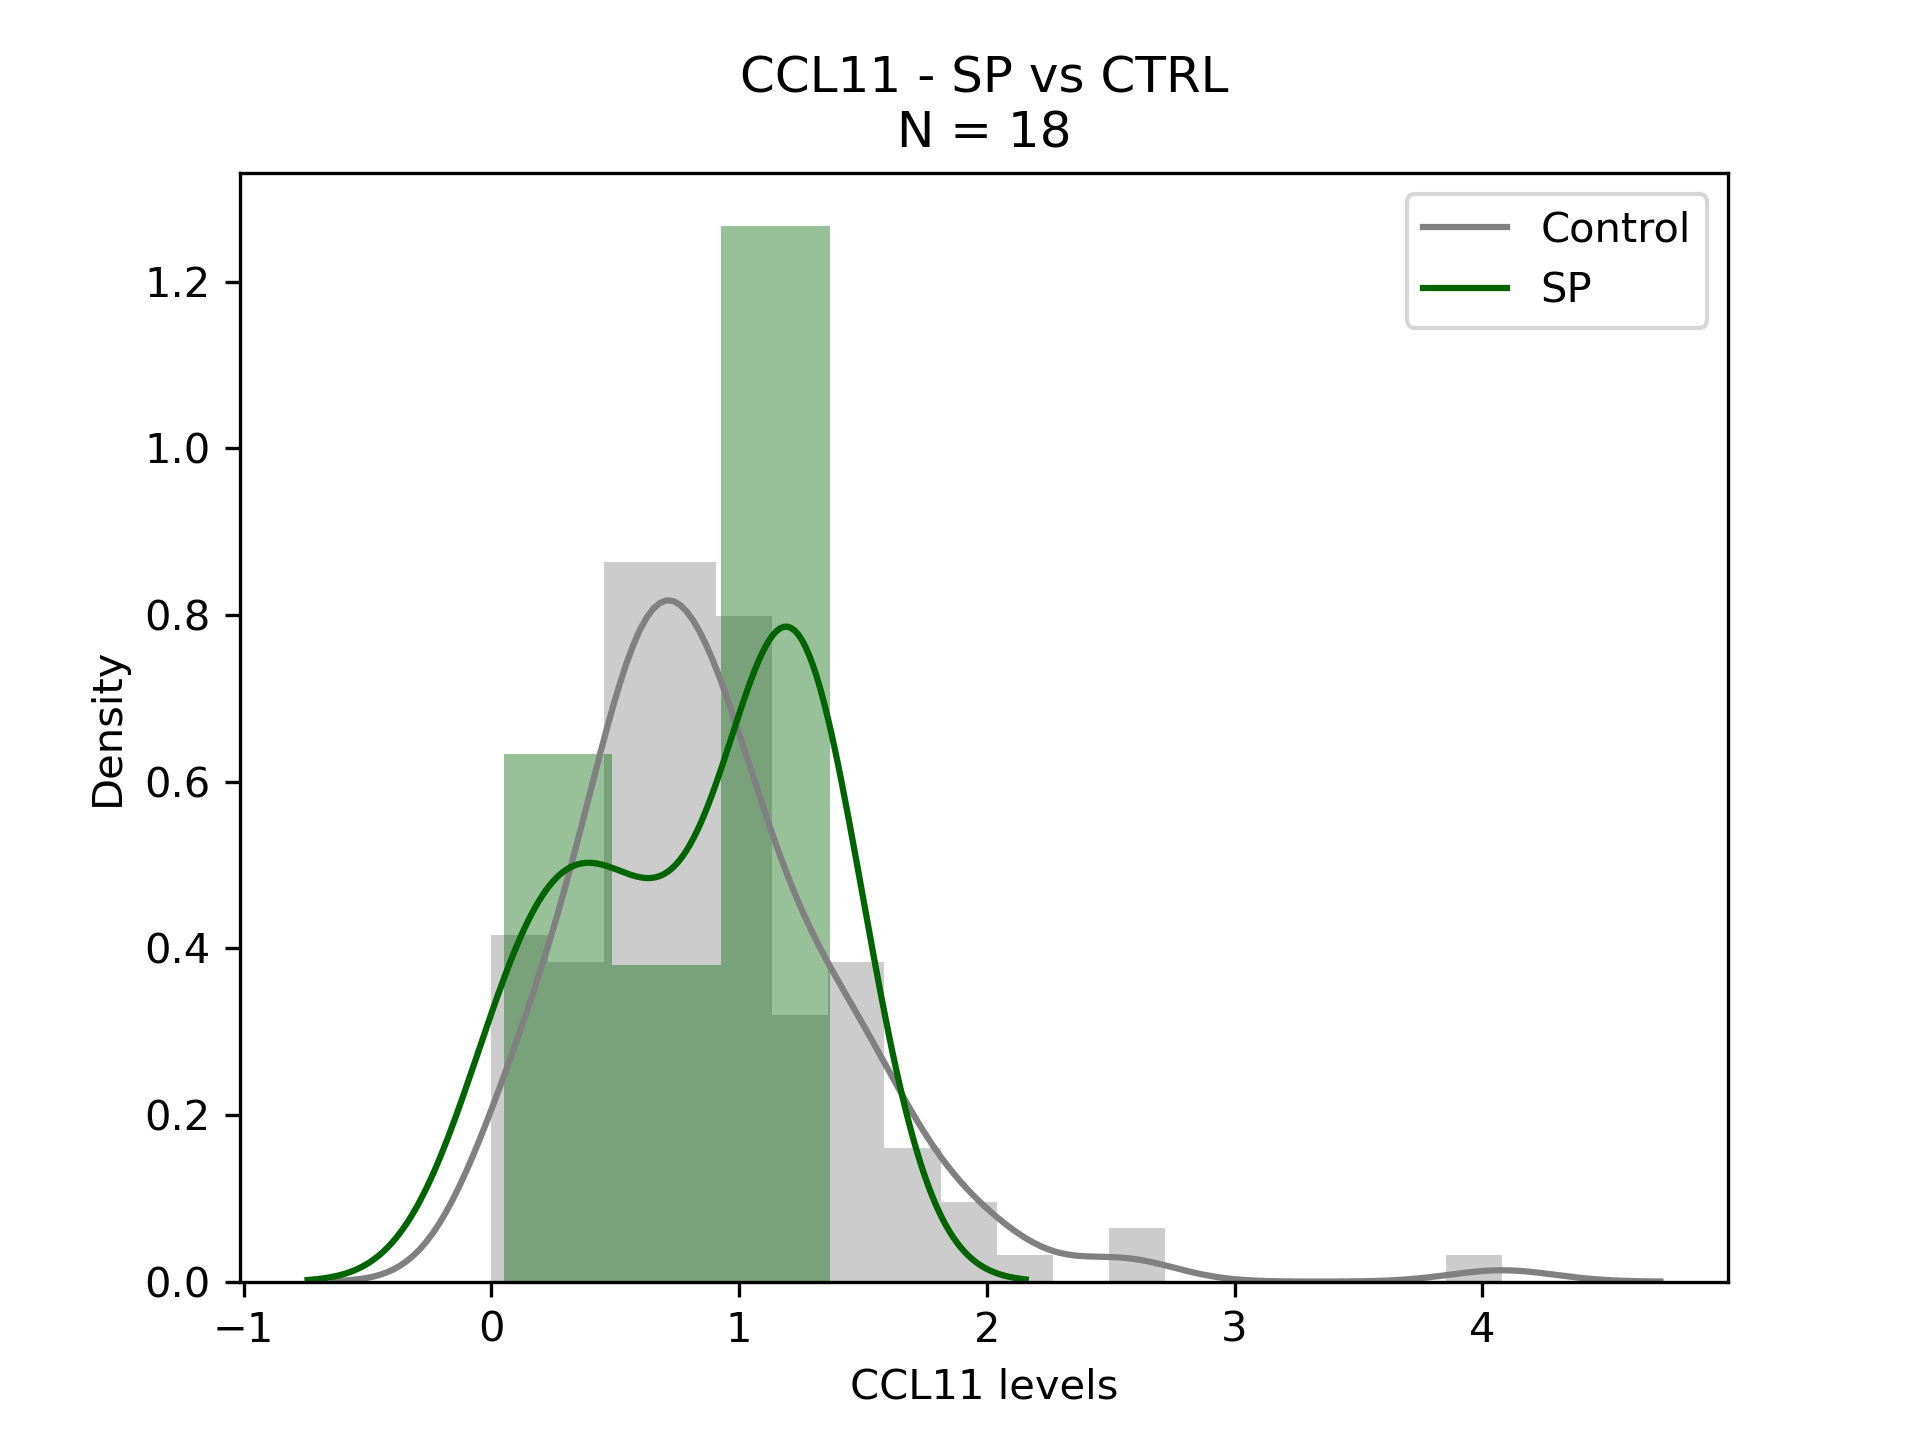 CCL11 - SP vs CTRL
N = 18
Control
SP
Density
1.2
1.0
0.8
0.6
0.4
0.2
0.0
−1 0 1 2 3 4
CCL11 levels